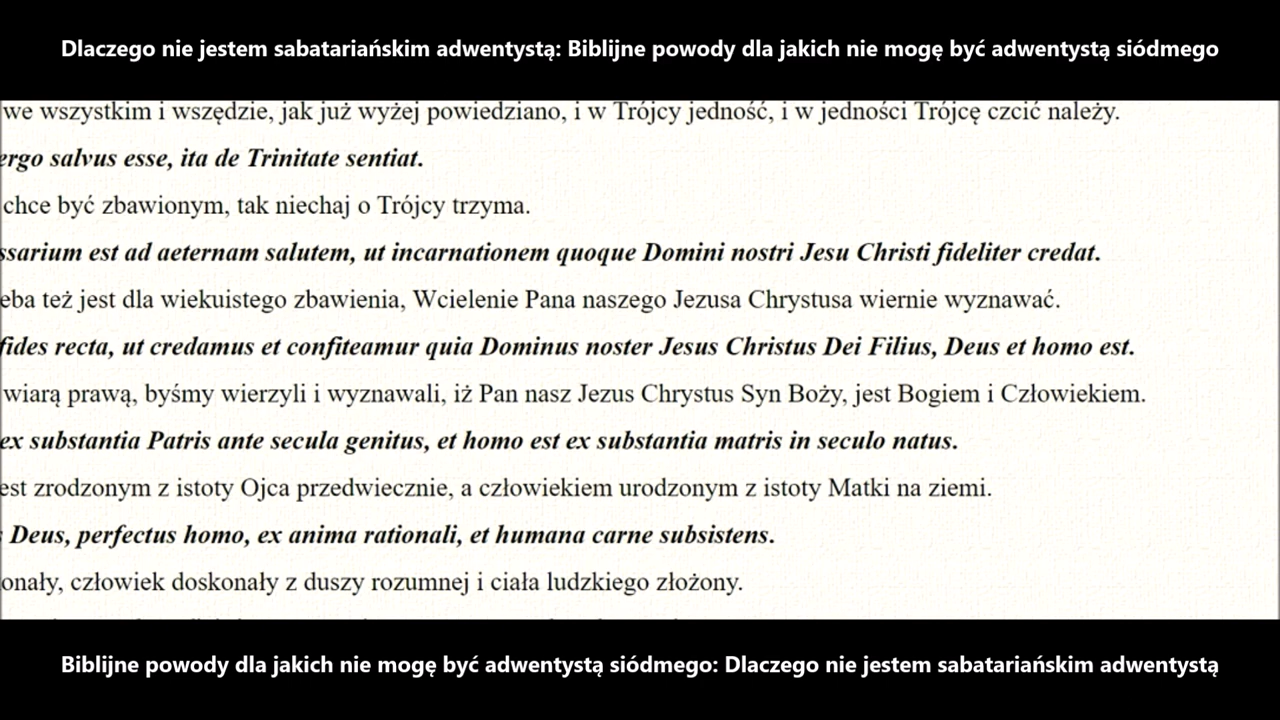 Dlaczego nie jestem sabatariańskim adwentystą: Biblijne powody dla jakich nie mogę być adwentystą siódmego
we wszystkim i wszędzie, jak już wyżej powiedziano, i w Trójcy jedność, i w jedności Trójcę czcić należy.
ergo salvus esse, ita de Trinitate sentiat.
chce być zbawionym, tak niechaj o Trójcy trzyma.
ssarium est ad aeternam salutem, ut incarnationem quoque Domini nostri Jesu Christi fideliter credat.
eba też jest dla wiekuistego zbawienia, Wcielenie Pana naszego Jezusa Chrystusa wiernie wyznawać.
fides recta, ut credamus et confiteamur quia Dominus noster Jesus Christus Dei Filius, Deus et homo est.
wiarą prawą, byśmy wierzyli i wyznawali, iż Pan nasz Jezus Chrystus Syn Boży, jest Bogiem i Człowiekiem.
ex substantia Patris ante secula genitus, et homo est ex substantia matris in seculo natus.
est zrodzonym z istoty Ojca przedwiecznie, a człowiekiem urodzonym z istoty Matki na ziemi.
Deus, perfectus homo, ex anima rationali, et humana carne subsistens.
onały, człowiek doskonały z duszy rozumnej i ciała ludzkiego złożony.
Biblijne powody dla jakich nie mogę być adwentystą siódmego: Dlaczego nie jestem sabatariańskim adwentystą